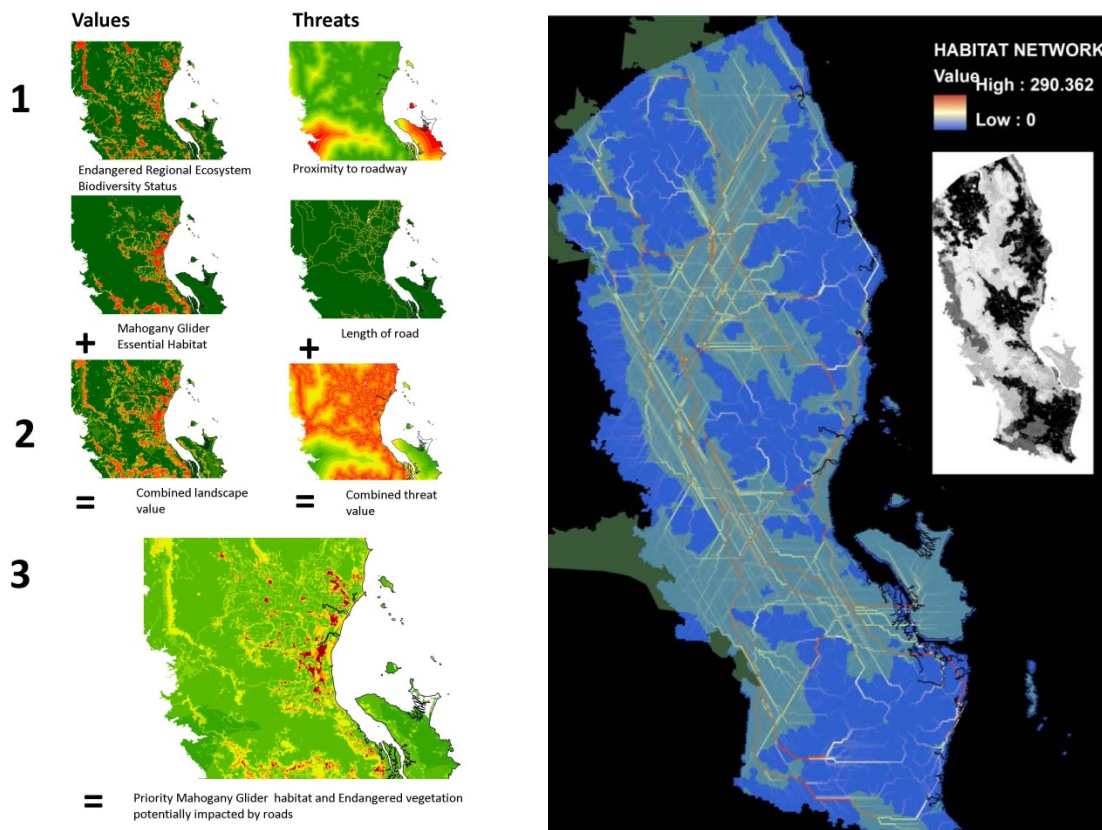 Values
Threats
1
Endangered Regional Ecosystem
Biodiversity Status
Proximity to roadway
+
Mahogany Glider
Essential Habitat
+
Length of road
2
=
Combined landscape
value
=
Combined threat
value
3
=
Priority Mahogany Glider habitat and Endangered vegetation
potentially impacted by roads
HABITAT NETWORK
Value
High : 290.362
Low : 0